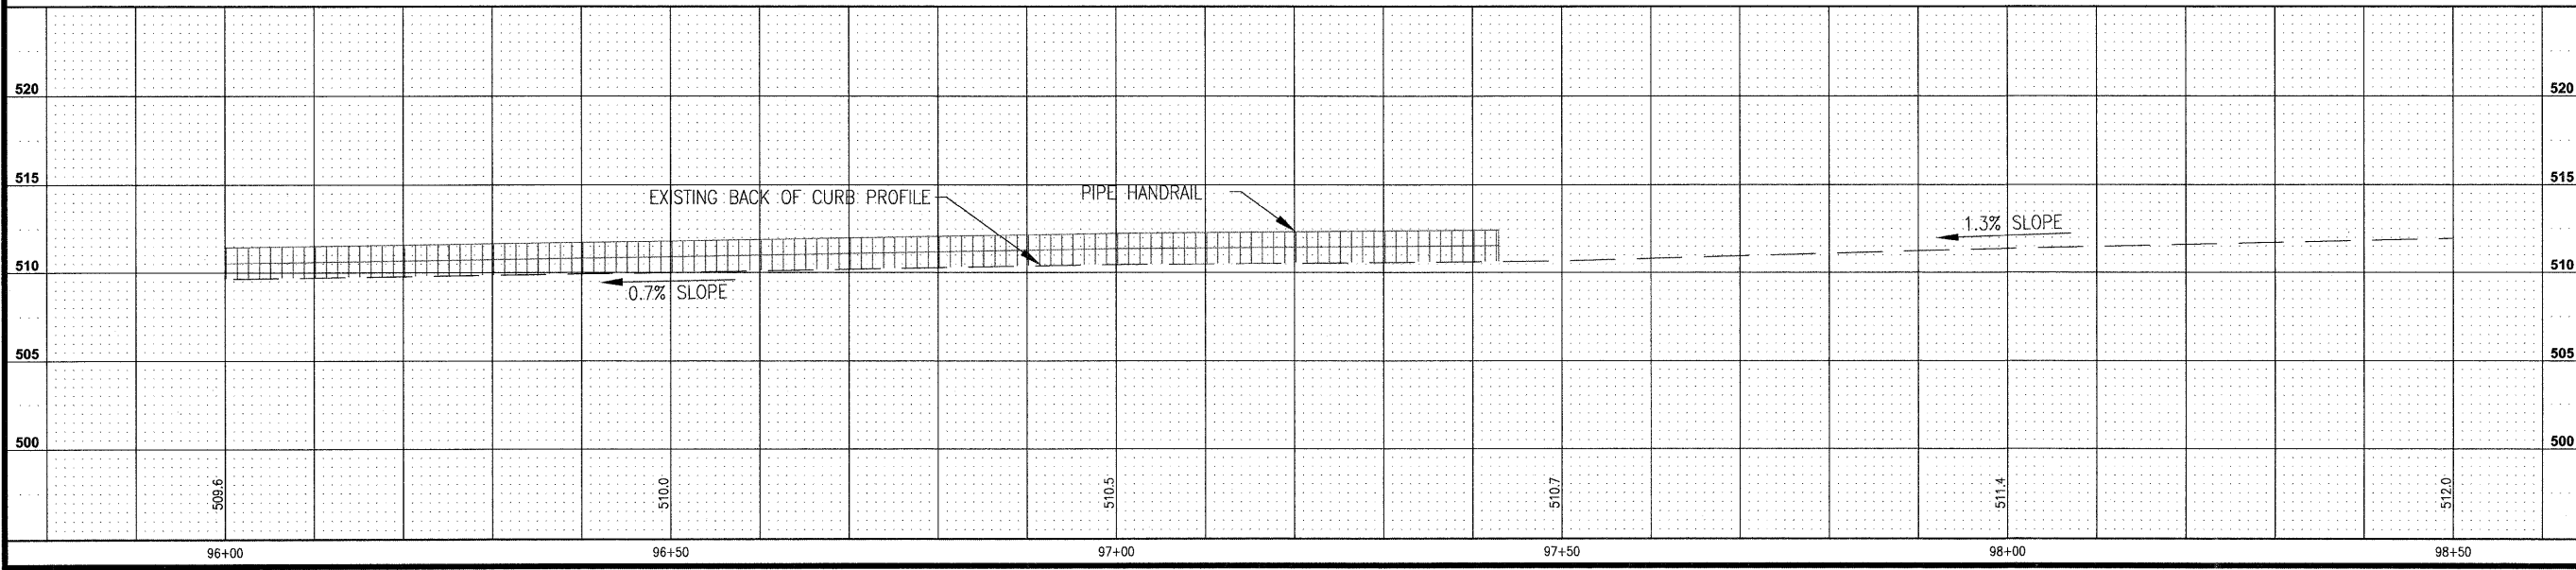 520 520
515 515
EXISTING BACK OF CURB PROFILE PIPE HANDRAIL
1.3% SLOPE
510 510
0.7% SLOPE
505 505
500 500
509.6 510.0 510.5 510.7 511.4 512.0
96+00 96+50 97+00 97+50 98+00 98+50